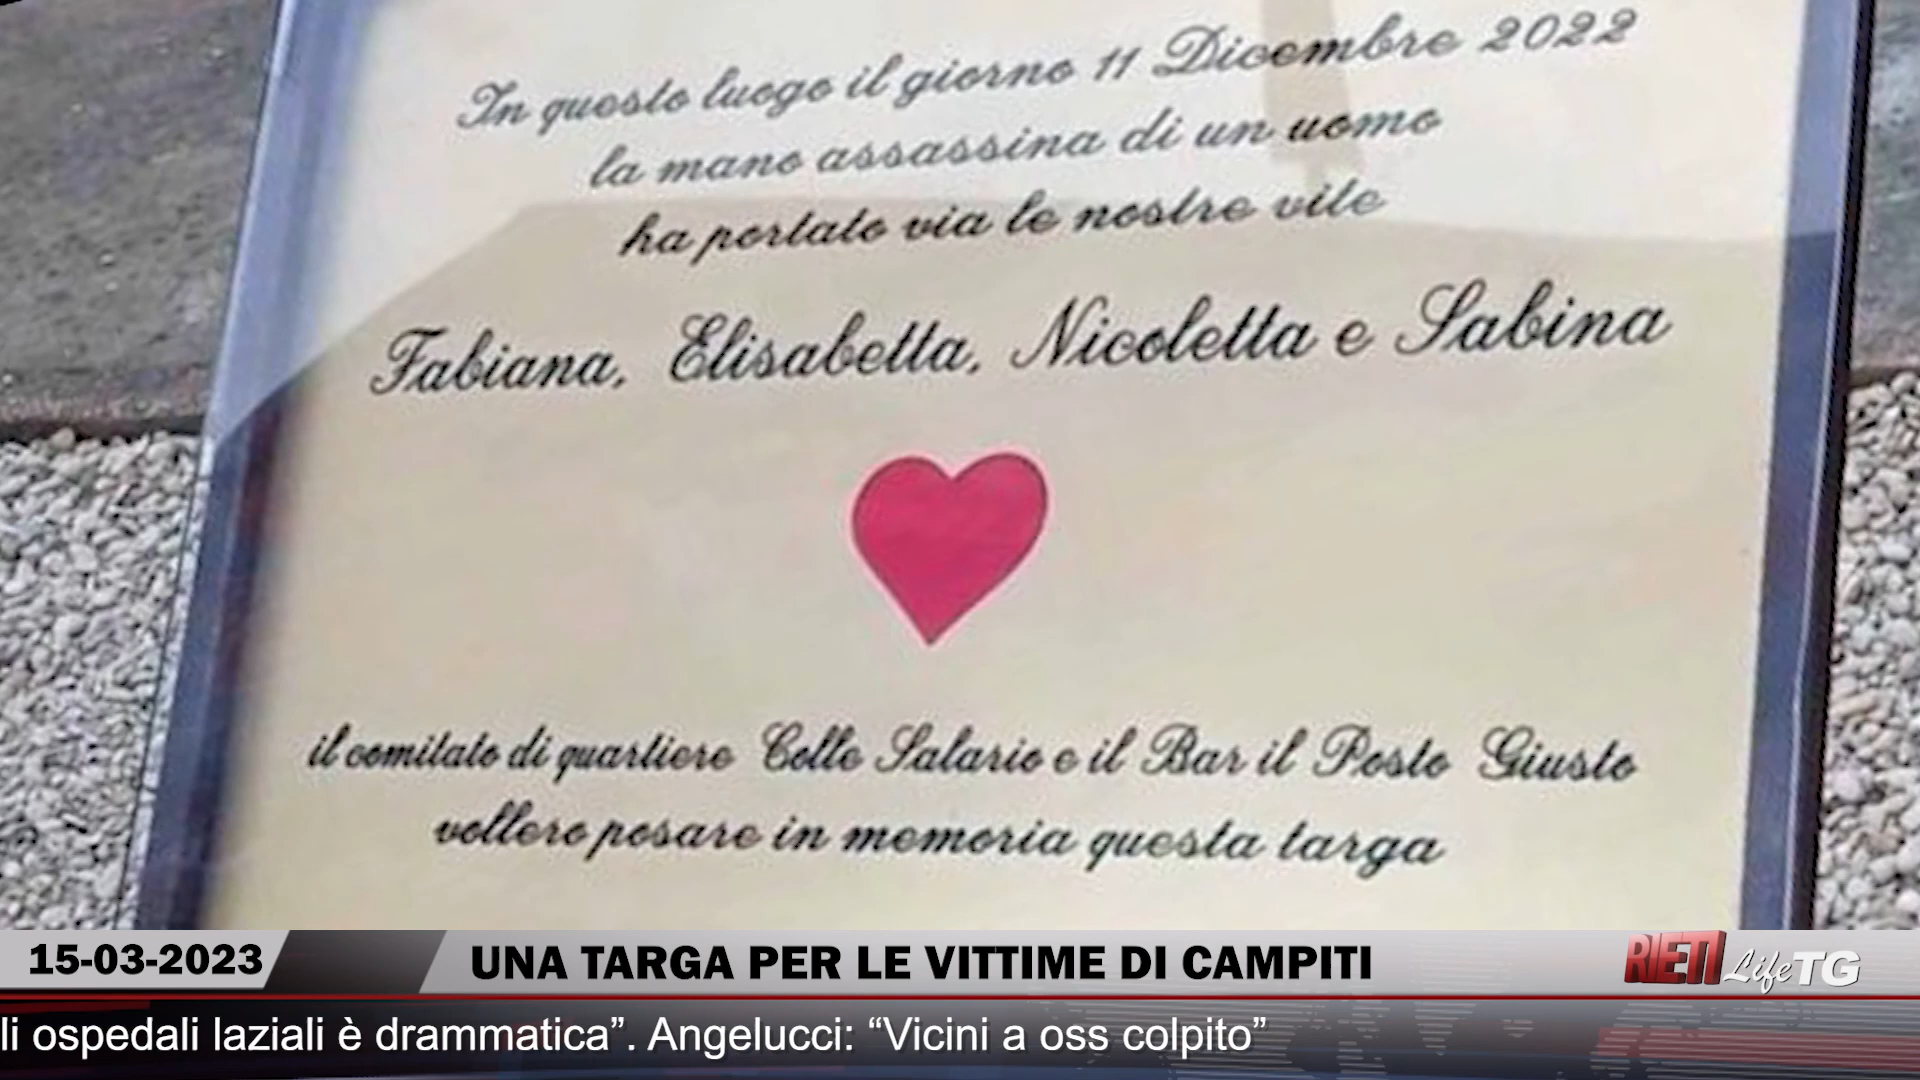 In questo luogo il giorno 11 Dicembre 2022
la mano assassina di un uomo
ha portato via le nostre vite
Fabiana, Elisabetta, Nicoletta e Sabina
il comitato di quartiere Colle Salario e il Bar il Posto Giusto
vollero posare in memoria questa targa
15-03-2023
UNA TARGA PER LE VITTIME DI CAMPITI
RIETI Life TG
li ospedali laziali è drammatica”. Angelucci: “Vicini a oss colpito”